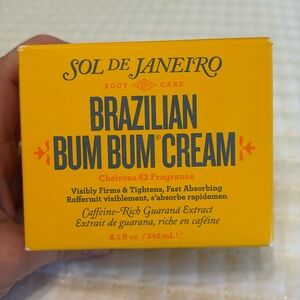 SOL DE JANEIRO
BODY CARE
BRAZILIAN
BUM BUM® CREAM
Cheirosa 62 Fragrance
Visibly Firms & Tightens, Fast Absorbing
Raffermit visiblement, s'absorbe rapidemen
Caffeine-Rich Guaraná Extract
Extrait de guarana, riche en caféine
8.1 fl oz / 240 mL ℮